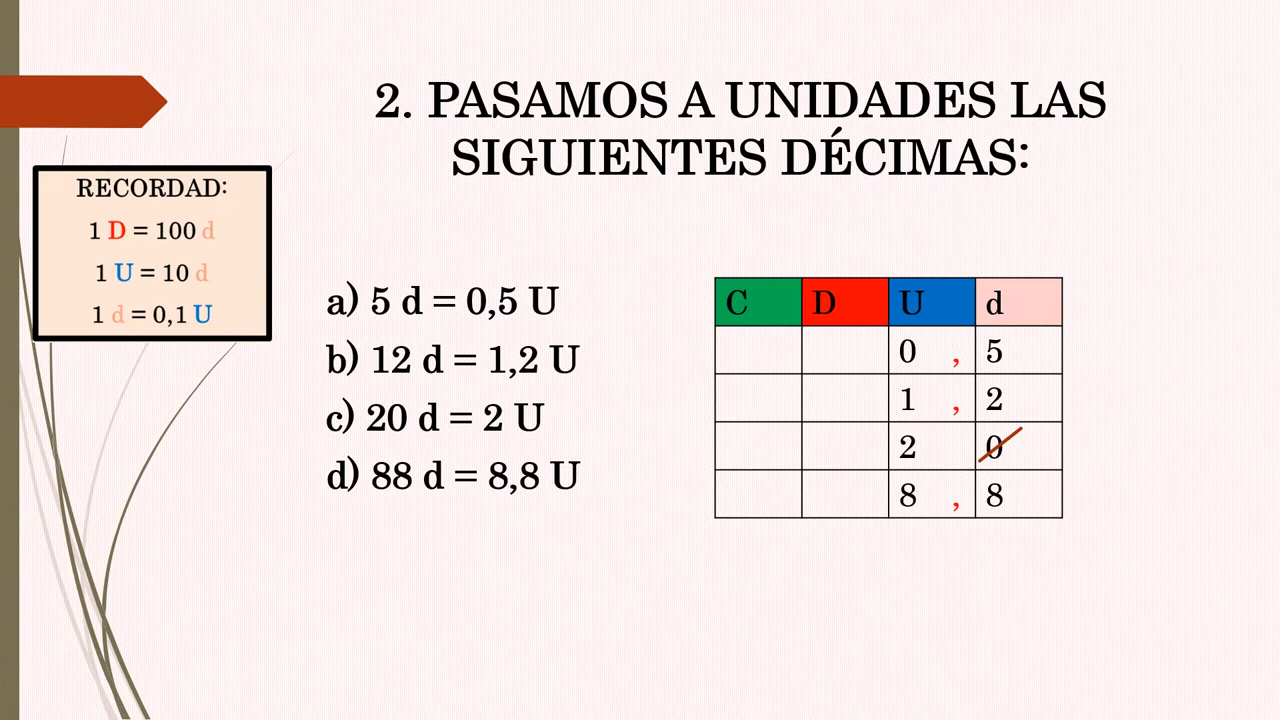 2. PASAMOS A UNIDADES LAS
SIGUIENTES DÉCIMAS:
RECORDAD:
1 D = 100 d
1 U = 10 d
1 d = 0,1 U
a) 5 d = 0,5 U
b) 12 d = 1,2 U
c) 20 d = 2 U
d) 88 d = 8,8 U
C D U d
0 , 5
1 , 2
2 0
8 , 8